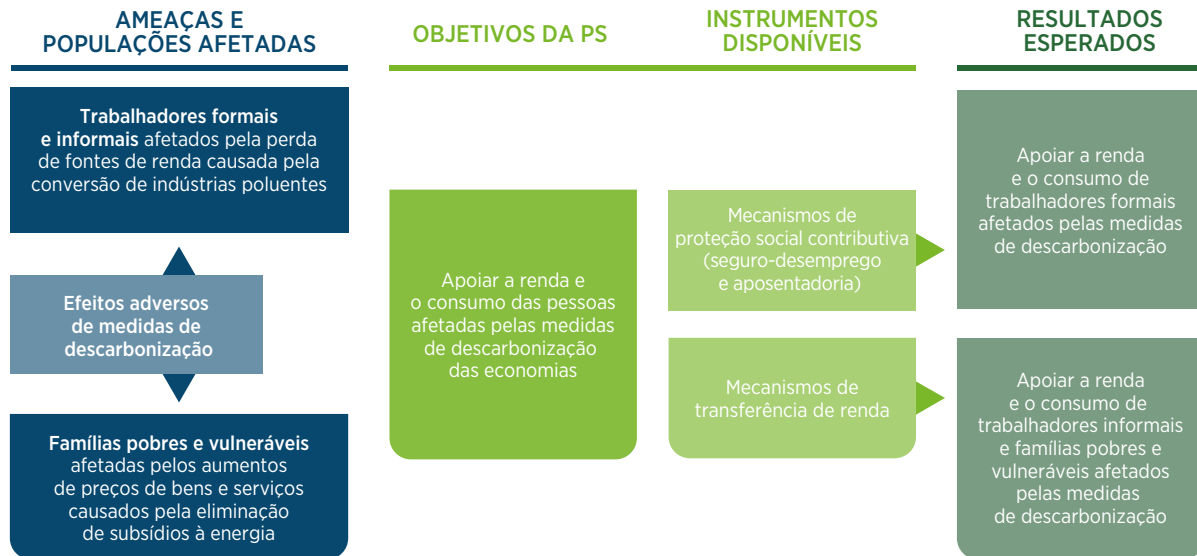 AMEAÇAS E
POPULAÇÕES AFETADAS
Trabalhadores formais
e informais afetados pela perda
de fontes de renda causada pela
conversão de indústrias poluentes
Efeitos adversos
de medidas de
descarbonização
Famílias pobres e vulneráveis
afetadas pelos aumentos
de preços de bens e serviços
causados pela eliminação
de subsídios à energia
OBJETIVOS DA PS
Apoiar a renda e
o consumo das pessoas
afetadas pelas medidas
de descarbonização
das economias
INSTRUMENTOS
DISPONÍVEIS
Mecanismos de
proteção social contributiva
(seguro-desemprego
e aposentadoria)
Mecanismos de
transferência de renda
RESULTADOS
ESPERADOS
Apoiar a renda
e o consumo de
trabalhadores formais
afetados pelas medidas
de descarbonização
Apoiar a renda
e o consumo de
trabalhadores informais
e famílias pobres e
vulneráveis afetados
pelas medidas
de descarbonização